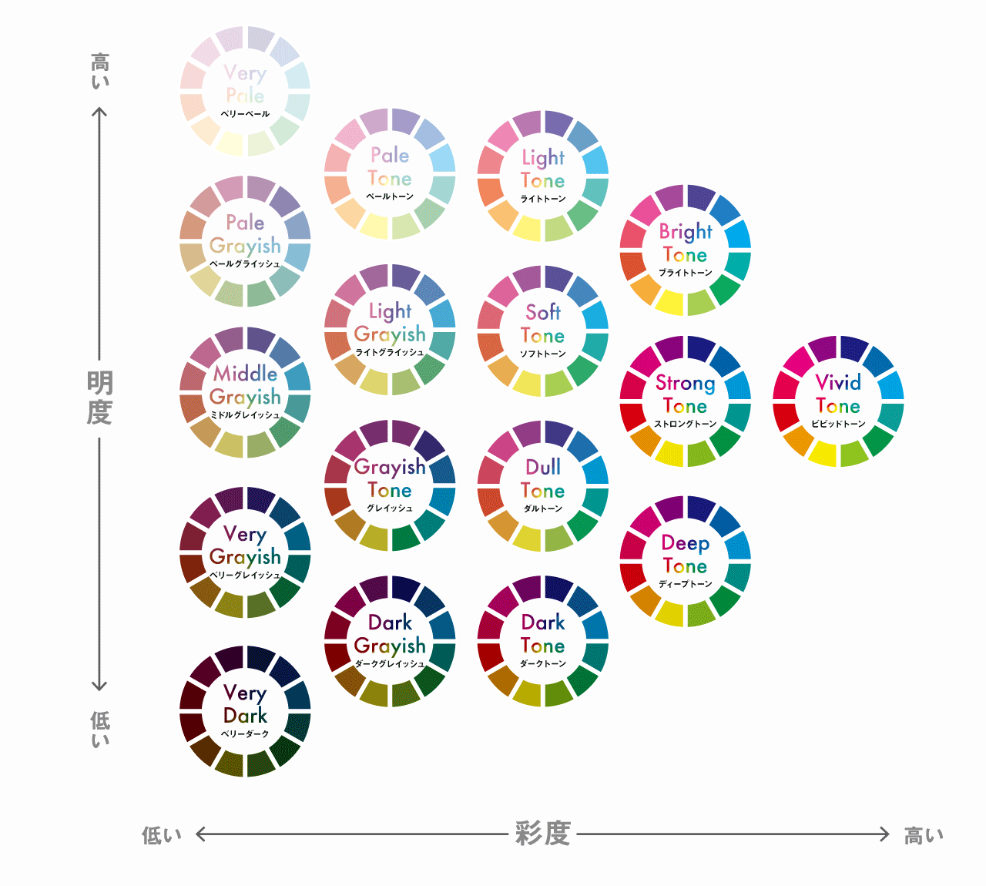 高い
明度
低い
Very
Pale
ベリーペール
Pale
Grayish
ペールグライッシュ
Middle
Grayish
ミドルグレイッシュ
Very
Grayish
ベリーグレイッシュ
Very
Dark
ベリーダーク
Pale
Tone
ペールトーン
Light
Grayish
ライトグライッシュ
Grayish
Tone
グレイッシュ
Dark
Grayish
ダークグレイッシュ
Light
Tone
ライトトーン
Soft
Tone
ソフトトーン
Dull
Tone
ダルトーン
Dark
Tone
ダークトーン
Bright
Tone
ブライトトーン
Strong
Tone
ストロングトーン
Deep
Tone
ディープトーン
Vivid
Tone
ビビッドトーン
低い
彩度
高い